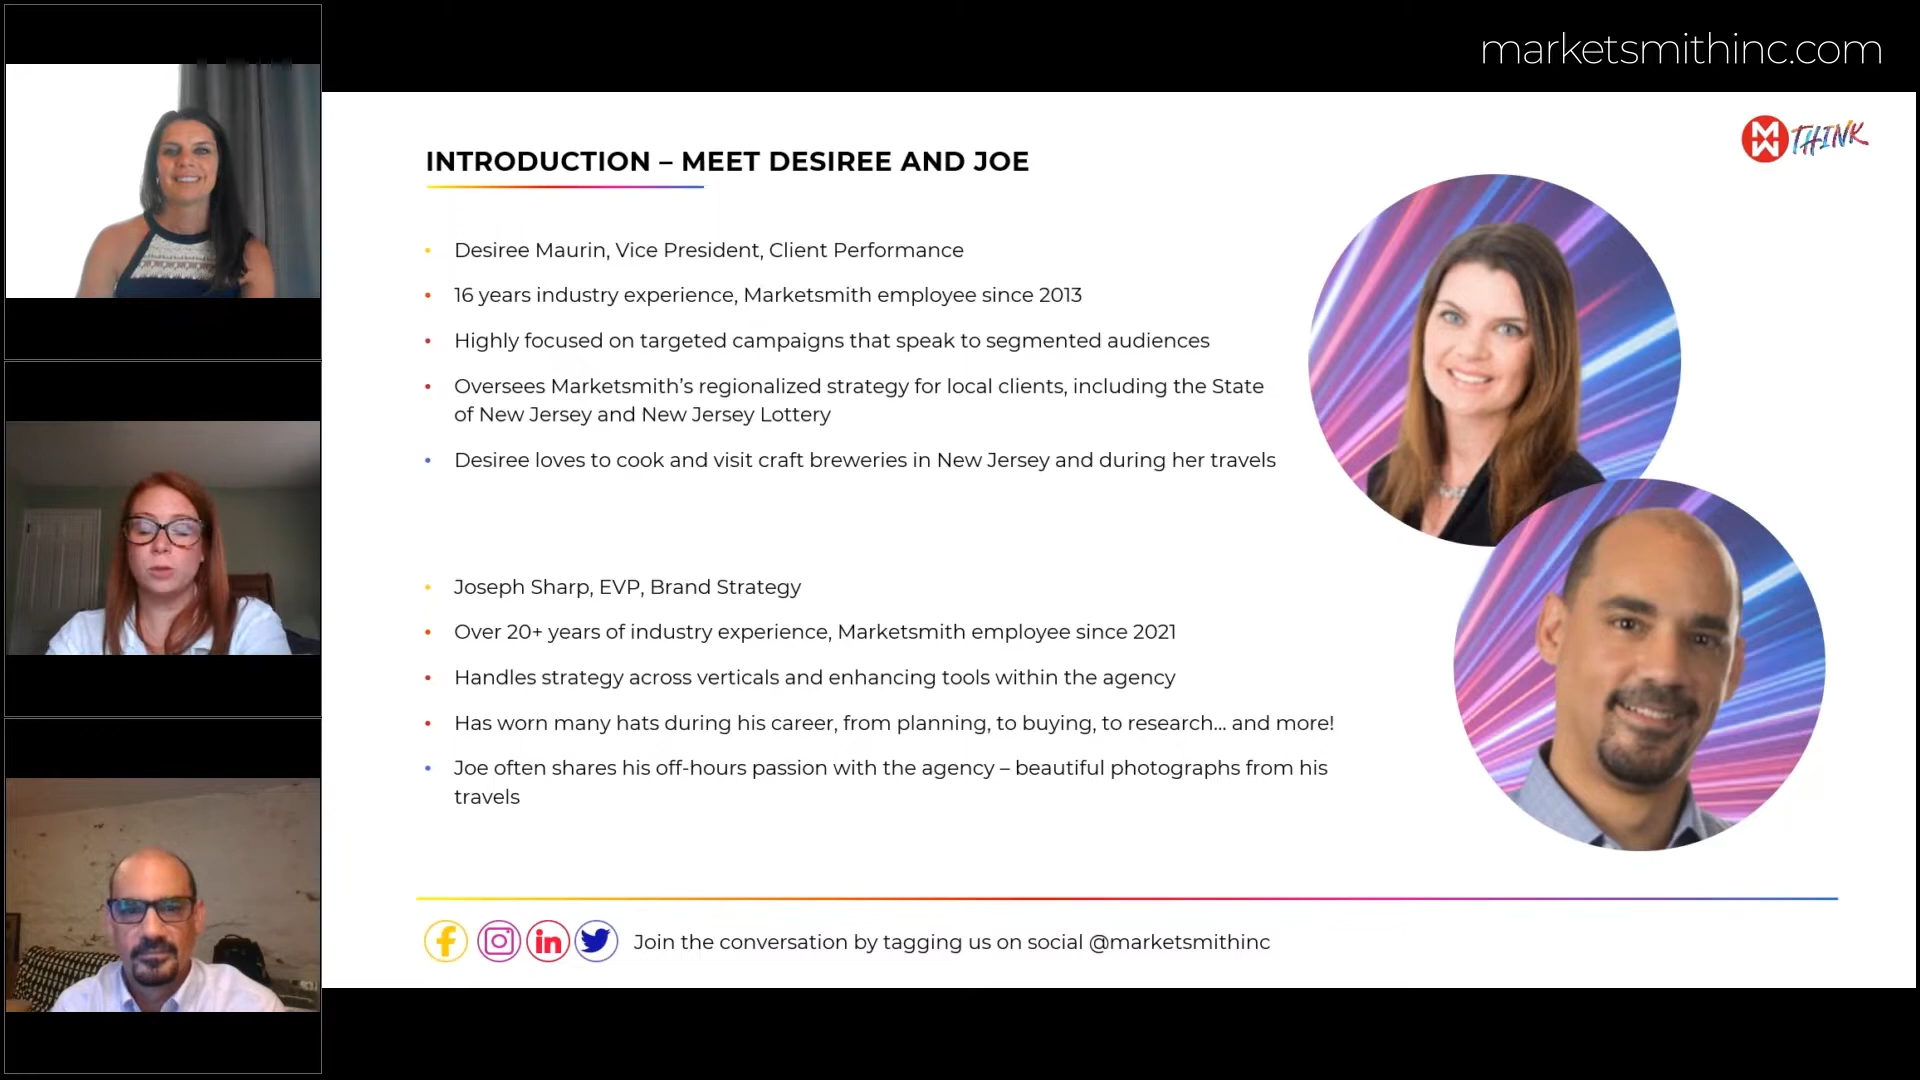 marketsmithinc.com
THINK
INTRODUCTION – MEET DESIREE AND JOE
Desiree Maurin, Vice President, Client Performance
16 years industry experience, Marketsmith employee since 2013
Highly focused on targeted campaigns that speak to segmented audiences
Oversees Marketsmith’s regionalized strategy for local clients, including the State
of New Jersey and New Jersey Lottery
Desiree loves to cook and visit craft breweries in New Jersey and during her travels
Joseph Sharp, EVP, Brand Strategy
Over 20+ years of industry experience, Marketsmith employee since 2021
Handles strategy across verticals and enhancing tools within the agency
Has worn many hats during his career, from planning, to buying, to research... and more!
Joe often shares his off-hours passion with the agency – beautiful photographs from his
travels
Join the conversation by tagging us on social @marketsmithinc